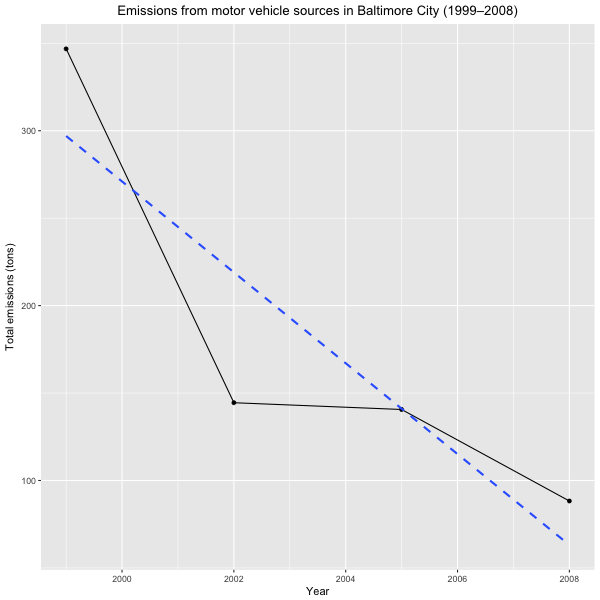 Emissions from motor vehicle sources in Baltimore City (1999–2008)
Total emissions (tons)
300
200
100
2000 2002 2004 2006 2008
Year